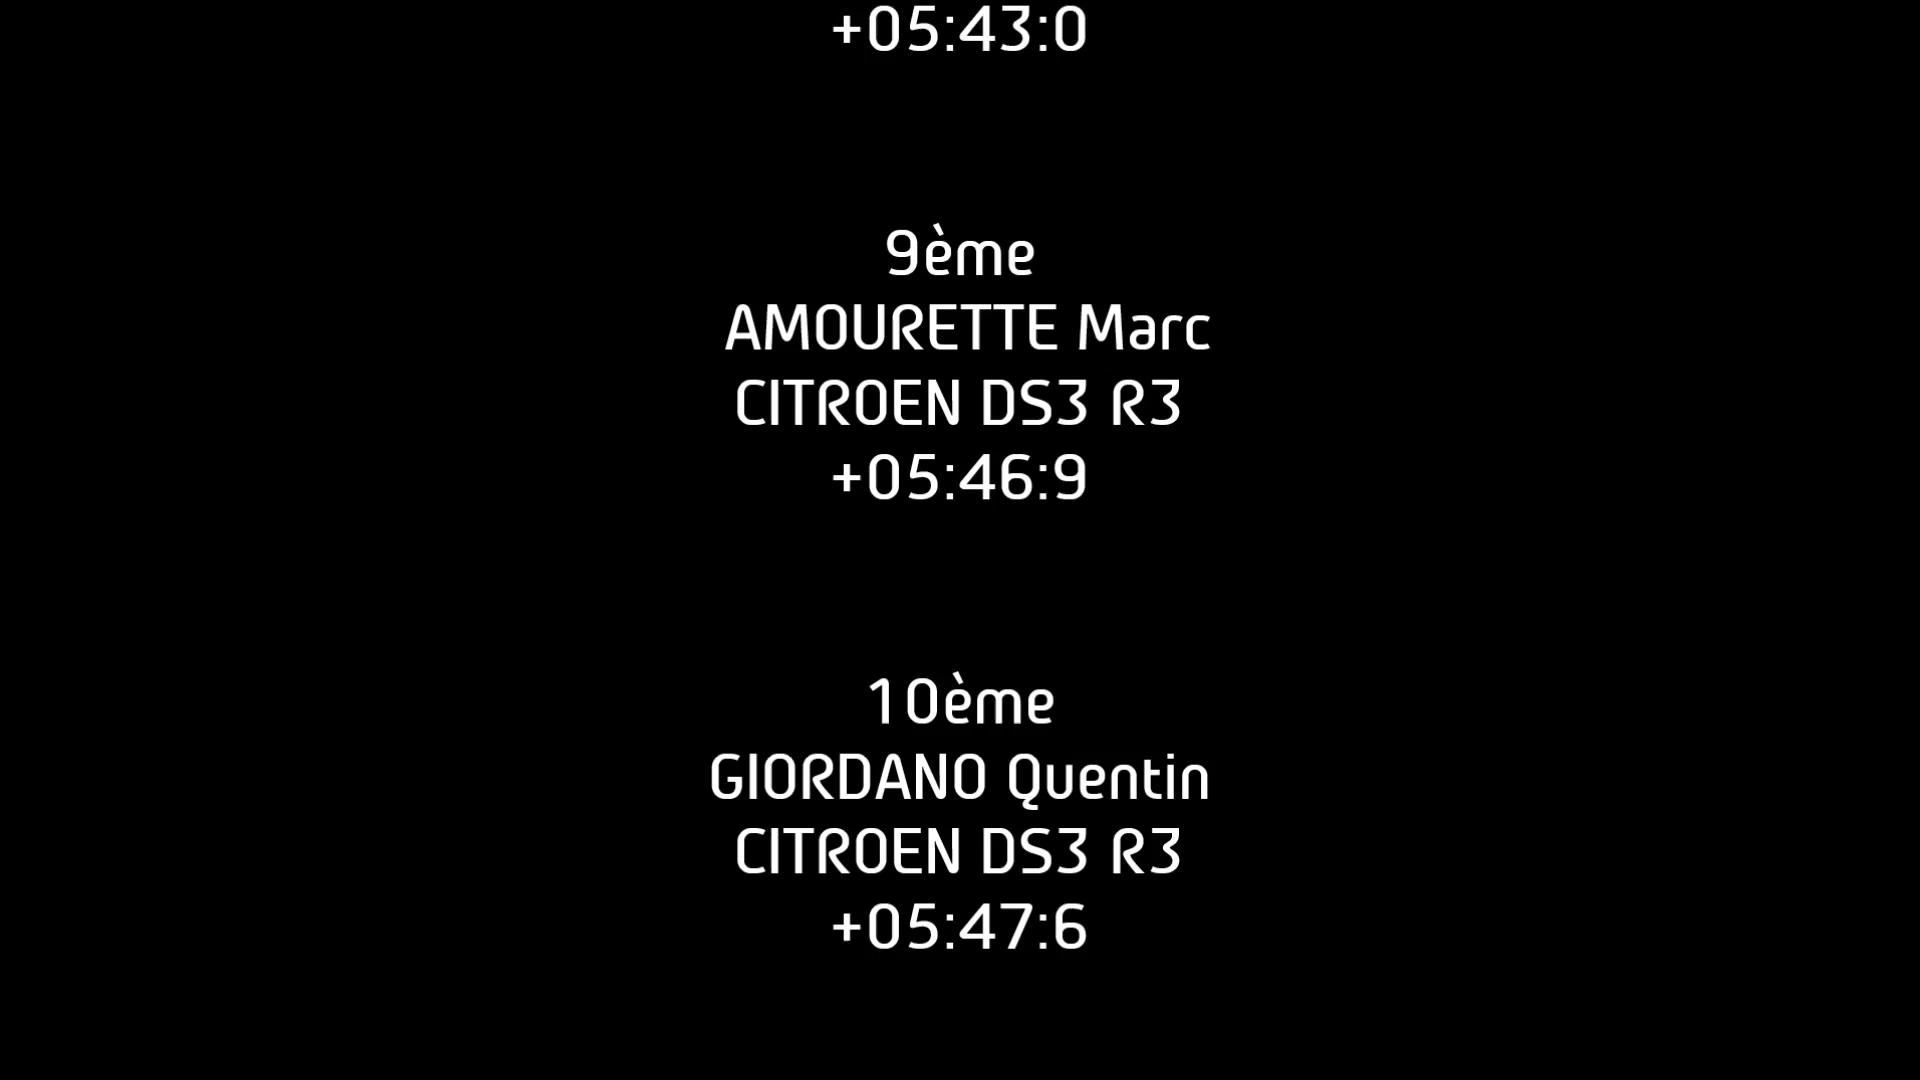 +05:43:0
9ème
AMOURETTE Marc
CITROEN DS3 R3
+05:46:9
10ème
GIORDANO Quentin
CITROEN DS3 R3
+05:47:6